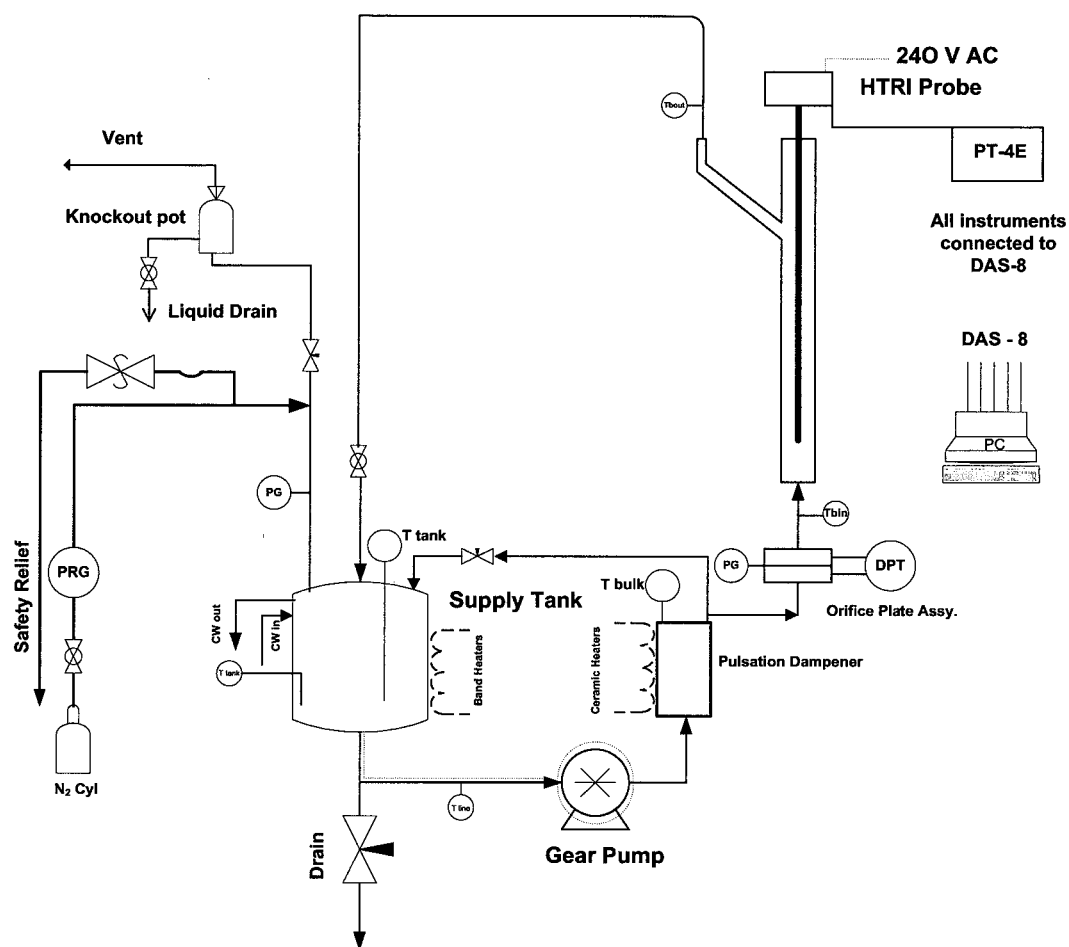 240 V AC
HTRI Probe
Tbout
PT-4E
Vent
Knockout pot
Liquid Drain
All instruments
connected to
DAS-8
DAS - 8
PC
PG
T tank
Tbin
PG
DPT
Safety Relief
PRG
CW out
CW in
Supply Tank
T bulk
Orifice Plate Assy.
T tank
Band Heaters
Ceramic Heaters
Pulsation Dampener
N₂ Cyl
T line
Drain
Gear Pump